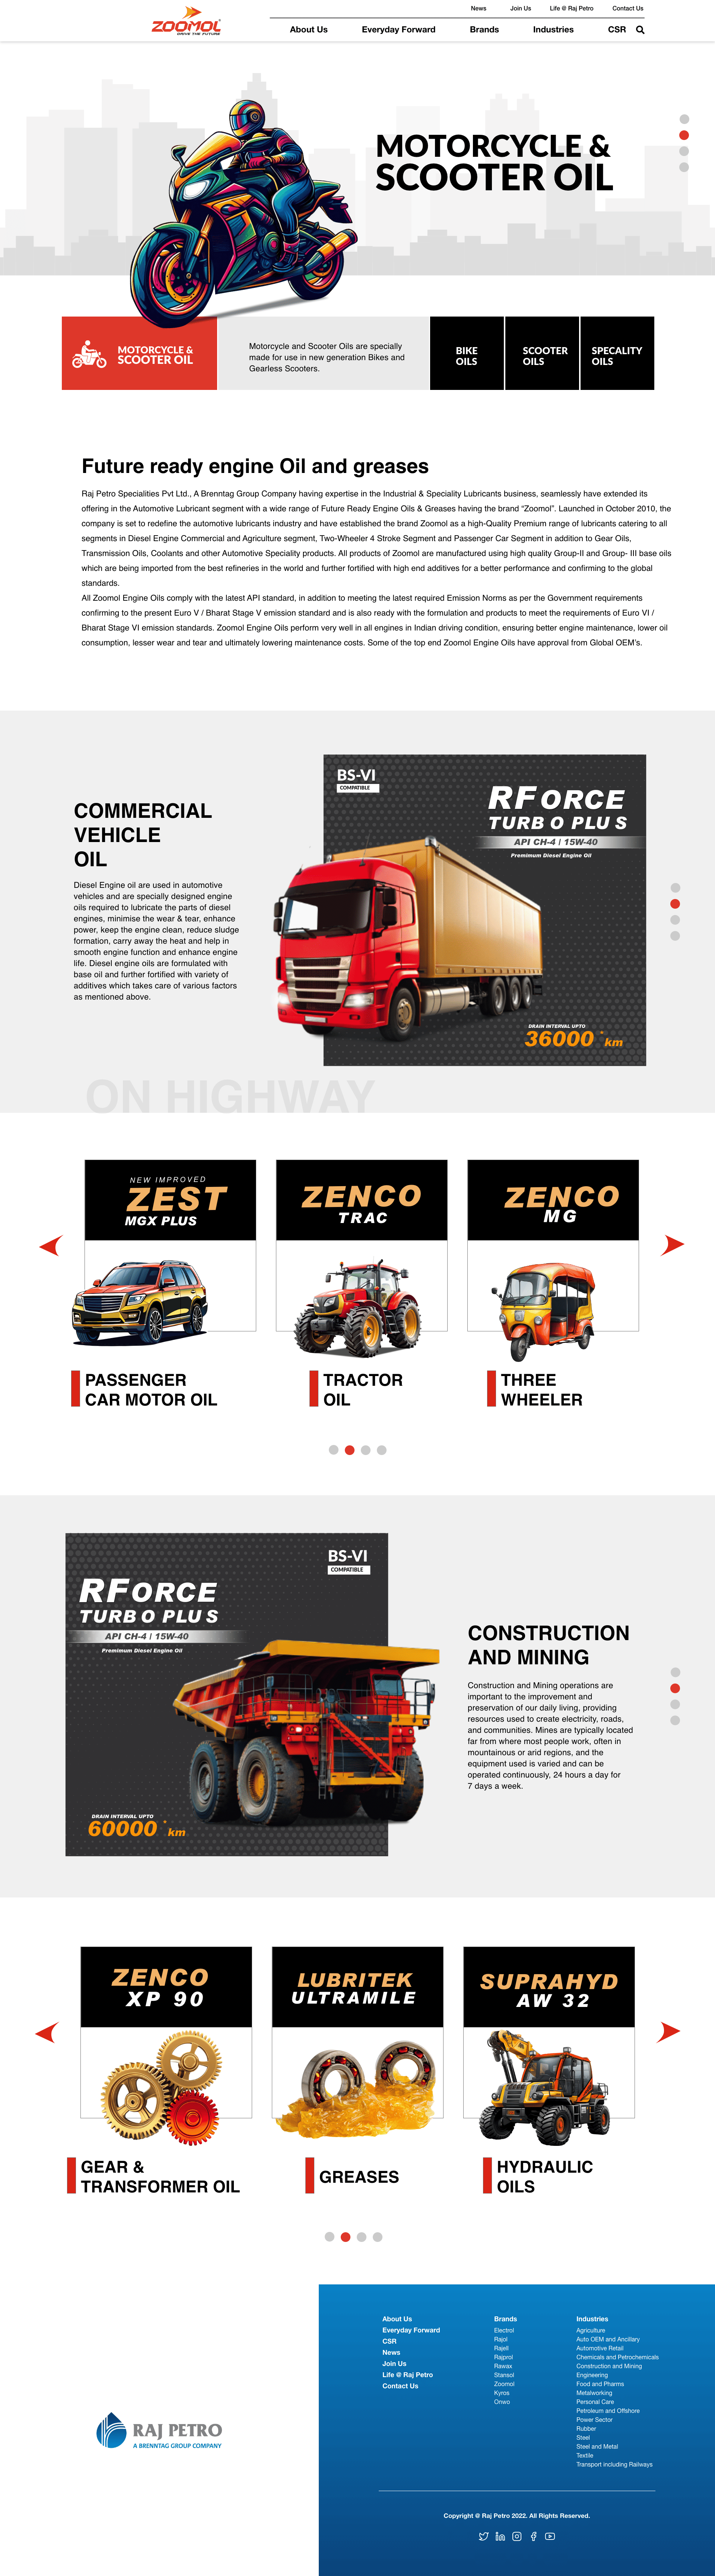 ZOOMOL
DRIVE THE FUTURE
News Join Us Life @ Raj Petro Contact Us
About Us Everyday Forward Brands Industries CSR
MOTORCYCLE &
SCOOTER OIL
MOTORCYCLE &
SCOOTER OIL
Motorcycle and Scooter Oils are specially
made for use in new generation Bikes and
Gearless Scooters.
BIKE
OILS
SCOOTER
OILS
SPECALITY
OILS
Future ready engine Oil and greases
Raj Petro Specialities Pvt Ltd., A Brenntag Group Company having expertise in the Industrial & Speciality Lubricants business, seamlessly have extended its
offering in the Automotive Lubricant segment with a wide range of Future Ready Engine Oils & Greases having the brand “Zoomol”. Launched in October 2010, the
company is set to redefine the automotive lubricants industry and have established the brand Zoomol as a high-Quality Premium range of lubricants catering to all
segments in Diesel Engine Commercial and Agriculture segment, Two-Wheeler 4 Stroke Segment and Passenger Car Segment in addition to Gear Oils,
Transmission Oils, Coolants and other Automotive Speciality products. All products of Zoomol are manufactured using high quality Group-II and Group- III base oils
which are being imported from the best refineries in the world and further fortified with high end additives for a better performance and confirming to the global
standards.
All Zoomol Engine Oils comply with the latest API standard, in addition to meeting the latest required Emission Norms as per the Government requirements
confirming to the present Euro V / Bharat Stage V emission standard and is also ready with the formulation and products to meet the requirements of Euro VI /
Bharat Stage VI emission standards. Zoomol Engine Oils perform very well in all engines in Indian driving condition, ensuring better engine maintenance, lower oil
consumption, lesser wear and tear and ultimately lowering maintenance costs. Some of the top end Zoomol Engine Oils have approval from Global OEM's.
COMMERCIAL
VEHICLE
OIL
Diesel Engine oil are used in automotive
vehicles and are specially designed engine
oils required to lubricate the parts of diesel
engines, minimise the wear & tear, enhance
power, keep the engine clean, reduce sludge
formation, carry away the heat and help in
smooth engine function and enhance engine
life. Diesel engine oils are formulated with
base oil and further fortified with variety of
additives which takes care of various factors
as mentioned above.
BS-VI
COMPATIBLE
RFORCE
TURBO PLUS
API CH-4 | 15W-40
Premimum Diesel Engine Oil
DRAIN INTERVAL UPTO
36000* km
ON HIGHWAY
NEW IMPROVED
ZEST
MGX PLUS
ZENCO
TRAC
ZENCO
MG
PASSENGER
CAR MOTOR OIL
TRACTOR
OIL
THREE
WHEELER
BS-VI
COMPATIBLE
RFORCE
TURBO PLUS
API CH-4 | 15W-40
Premimum Diesel Engine Oil
DRAIN INTERVAL UPTO
60000* km
CONSTRUCTION
AND MINING
Construction and Mining operations are
important to the improvement and
preservation of our daily living, providing
resources used to create electricity, roads,
and communities. Mines are typically located
far from where most people work, often in
mountainous or arid regions, and the
equipment used is varied and can be
operated continuously, 24 hours a day for
7 days a week.
ZENCO
XP 90
LUBRITEK
ULTRAMILE
SUPRAHYD
AW 32
GEAR &
TRANSFORMER OIL
GREASES
HYDRAULIC
OILS
RAJ PETRO
A BRENNTAG GROUP COMPANY
About Us
Everyday Forward
CSR
News
Join Us
Life @ Raj Petro
Contact Us
Brands
Electrol
Rajol
Rajell
Rajprol
Rawax
Stansol
Zoomol
Kyros
Onwo
Industries
Agriculture
Auto OEM and Ancillary
Automotive Retail
Chemicals and Petrochemicals
Construction and Mining
Engineering
Food and Pharms
Metalworking
Personal Care
Petroleum and Offshore
Power Sector
Rubber
Steel
Steel and Metal
Textile
Transport including Railways
Copyright @ Raj Petro 2022. All Rights Reserved.